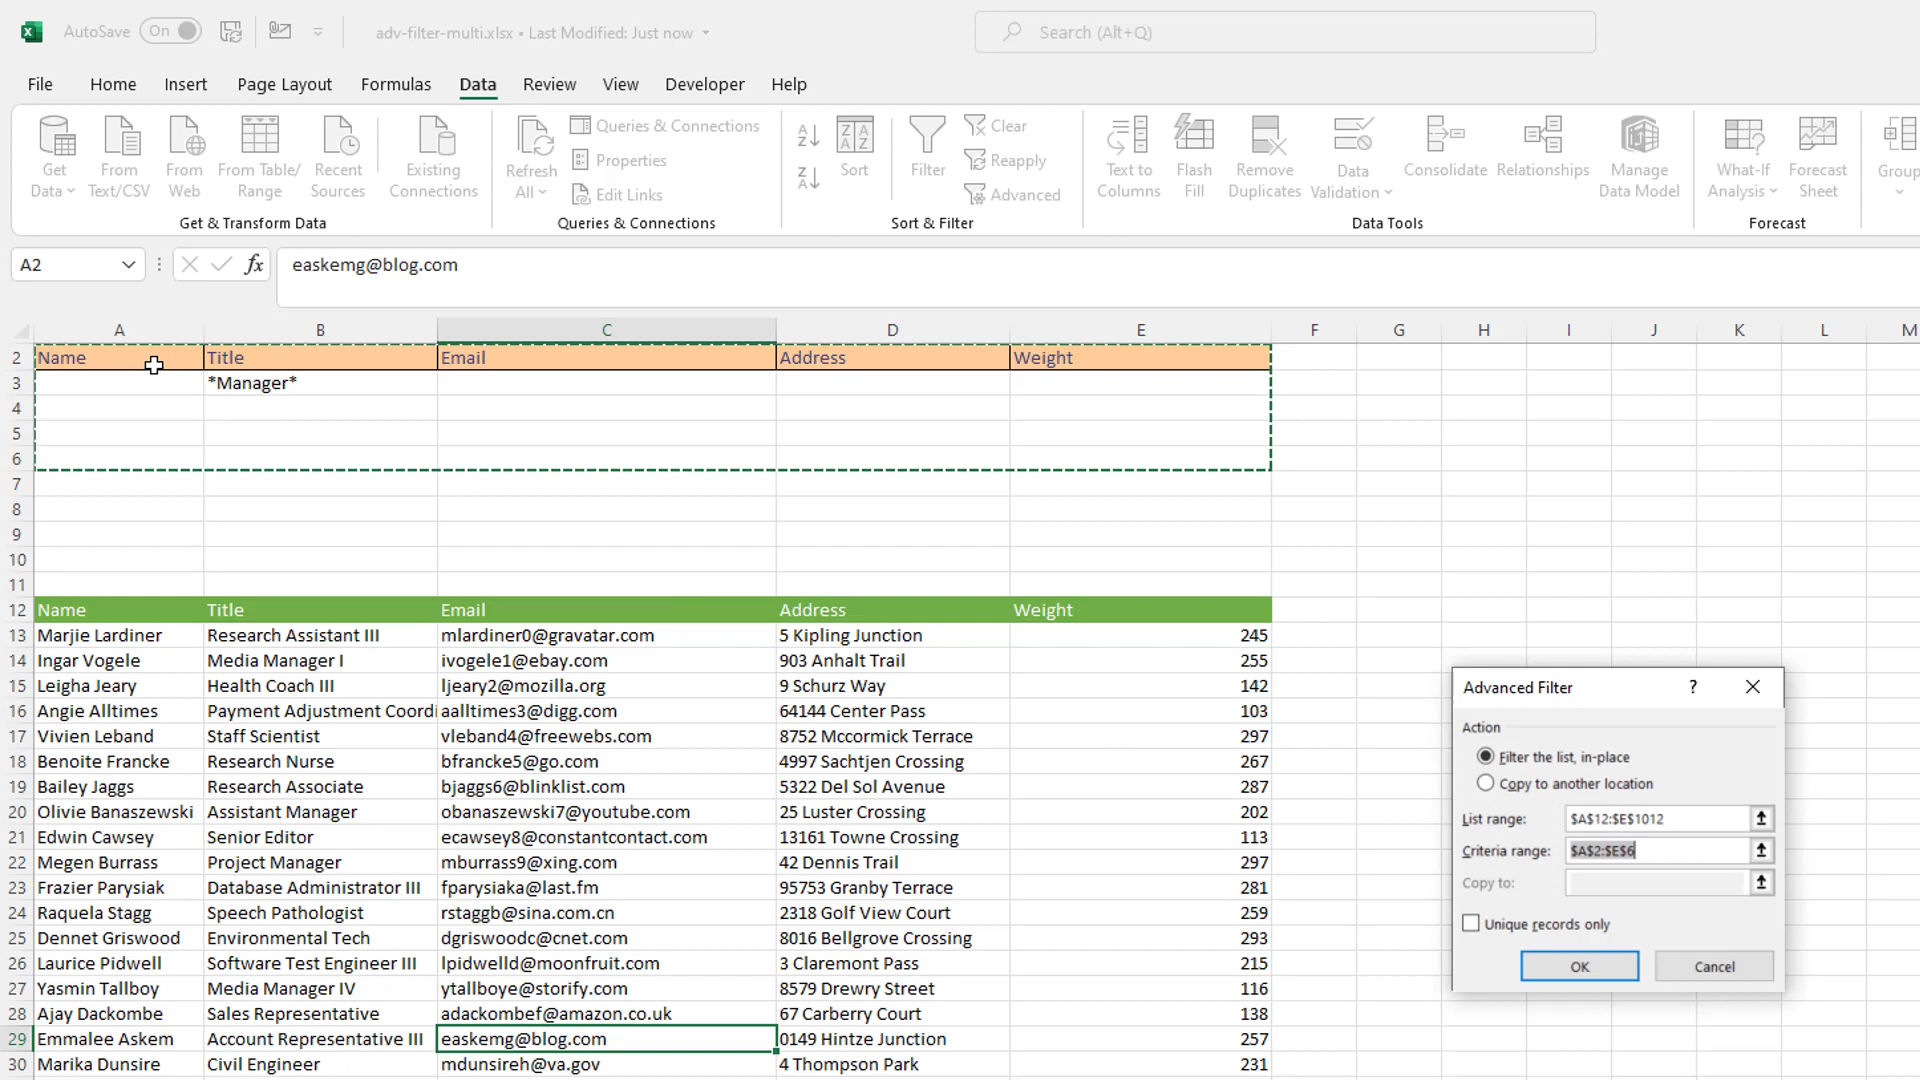 AutoSave On adv-filter-multi.xlsx • Last Modified: Just now Search (Alt+Q)
File Home Insert Page Layout Formulas Data Review View Developer Help
Get Data From Text/CSV From Web From Table/Range Recent Sources Existing Connections
Get & Transform Data
Refresh All Queries & Connections
Properties
Edit Links
Queries & Connections
Sort Filter Clear
Reapply
Advanced
Sort & Filter
Text to Columns Flash Fill Remove Duplicates Data Validation Consolidate Relationships Manage Data Model
Data Tools
What-If Analysis Forecast Sheet
Forecast
Group
A2 fx easkemg@blog.com
A B C D E F G H I J K L M
2 Name Title Email Address Weight
3 *Manager*
4
5
6
7
8
9
10
11
12 Name Title Email Address Weight
13 Marjie Lardiner Research Assistant III mlardiner0@gravatar.com 5 Kipling Junction 245
14 Ingar Vogele Media Manager I ivogele1@ebay.com 903 Anhalt Trail 255
15 Leigha Jeary Health Coach III ljeary2@mozilla.org 9 Schurz Way 142
16 Angie Alltimes Payment Adjustment Coordi aalltimes3@digg.com 64144 Center Pass 103
17 Vivien Leband Staff Scientist vleband4@freewebs.com 8752 Mccormick Terrace 297
18 Benoite Francke Research Nurse bfrancke5@go.com 4997 Sachtjen Crossing 267
19 Bailey Jaggs Research Associate bjaggs6@blinklist.com 5322 Del Sol Avenue 287
20 Olivie Banaszewski Assistant Manager obanaszewski7@youtube.com 25 Luster Crossing 202
21 Edwin Cawsey Senior Editor ecawsey8@constantcontact.com 13161 Towne Crossing 113
22 Megen Burrass Project Manager mburrass9@xing.com 42 Dennis Trail 297
23 Frazier Parysiak Database Administrator III fparysiaka@last.fm 95753 Granby Terrace 281
24 Raquela Stagg Speech Pathologist rstaggb@sina.com.cn 2318 Golf View Court 259
25 Dennet Griswood Environmental Tech dgriswoodc@cnet.com 8016 Bellgrove Crossing 293
26 Laurice Pidwell Software Test Engineer III lpidwelld@moonfruit.com 3 Claremont Pass 215
27 Yasmin Tallboy Media Manager IV ytallboye@storify.com 8579 Drewry Street 116
28 Ajay Dackombe Sales Representative adackombef@amazon.co.uk 67 Carberry Court 138
29 Emmalee Askem Account Representative III easkemg@blog.com 0149 Hintze Junction 257
30 Marika Dunsire Civil Engineer mdunsireh@va.gov 4 Thompson Park 231
Advanced Filter ?
Action
Filter the list, in-place
Copy to another location
List range: $A$12:$E$1012
Criteria range: $A$2:$E$6
Copy to:
Unique records only
OK Cancel